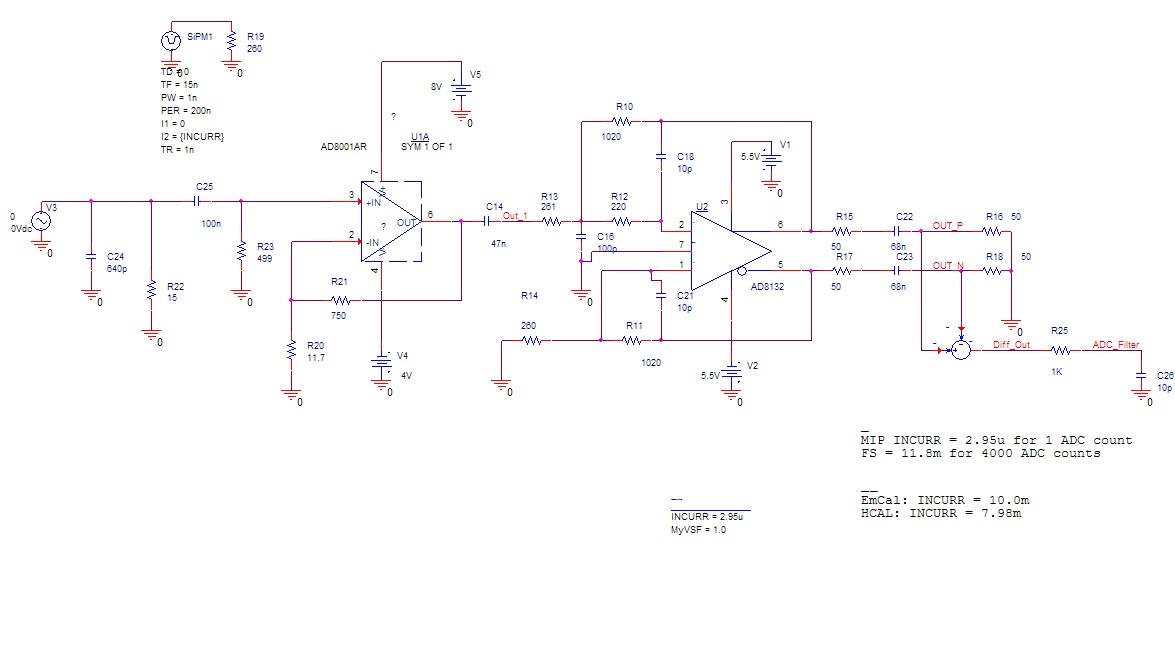 SiPM1
R19
260
0
TD = 0
0
TF = 15n
PW = 1n
PER = 200n
I1 = 0
I2 = {INCURR}
TR = 1n
V5
8V
0
?
U1A
AD8001AR
SYM 1 OF 1
7
V+
3
+IN
?
OUT
6
2
-IN
V-
4
0
0Vdc
V3
0
C25
100n
C24
640p
0
R22
15
0
R23
499
0
R21
750
R20
11.7
0
V4
4V
0
C14
47n
Out_1
R13
261
R10
1020
C18
10p
R12
220
C16
100p
0
V1
5.5V
0
U2
3
2
7
1
6
5
4
AD8132
C21
10p
R14
260
0
R11
1020
V2
5.5V
0
R15
50
C22
68n
OUT_P
R16
50
R17
50
C23
68n
OUT_N
R18
50
0
Diff_Out
R25
1K
ADC_Filter
C26
10p
0
MIP INCURR = 2.95u for 1 ADC count
FS = 11.8m for 4000 ADC counts
EmCal: INCURR = 10.0m
HCAL: INCURR = 7.98m
INCURR = 2.95u
MyVSF = 1.0